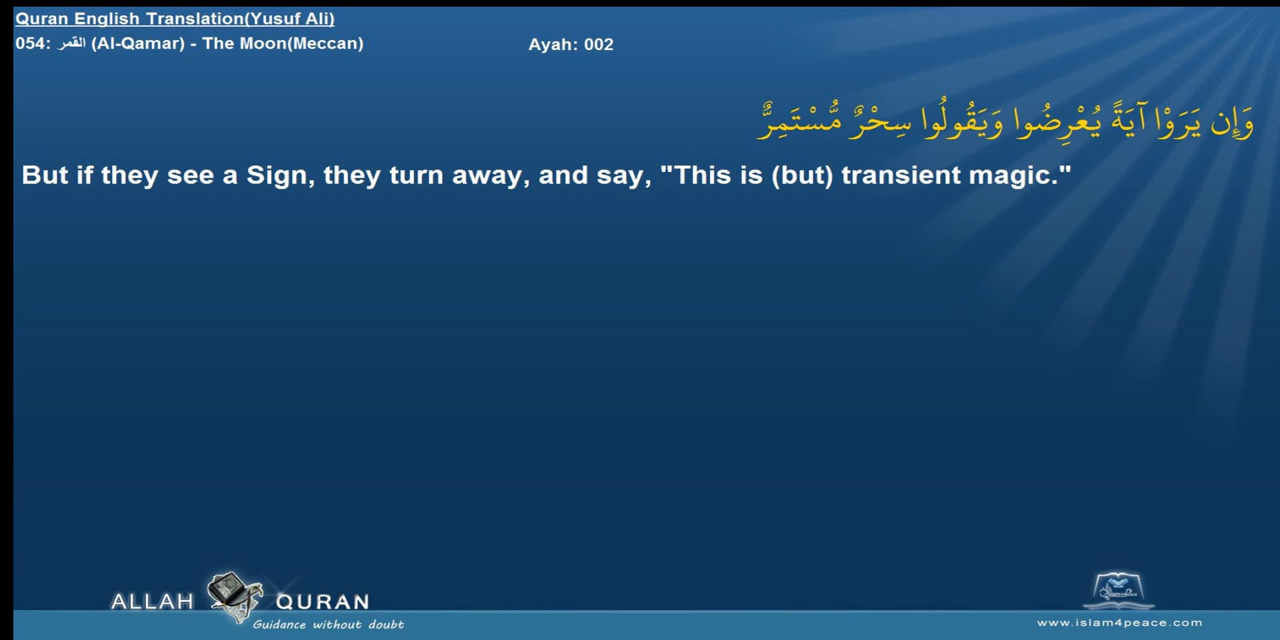 Quran English Translation(Yusuf Ali)
054: القمر (Al-Qamar) - The Moon(Meccan) Ayah: 002
وَإِن يَرَوْا آيَةً يُعْرِضُوا وَيَقُولُوا سِحْرٌ مُّسْتَمِرٌّ
But if they see a Sign, they turn away, and say, "This is (but) transient magic."
ALLAH QURAN
Guidance without doubt
www.islam4peace.com